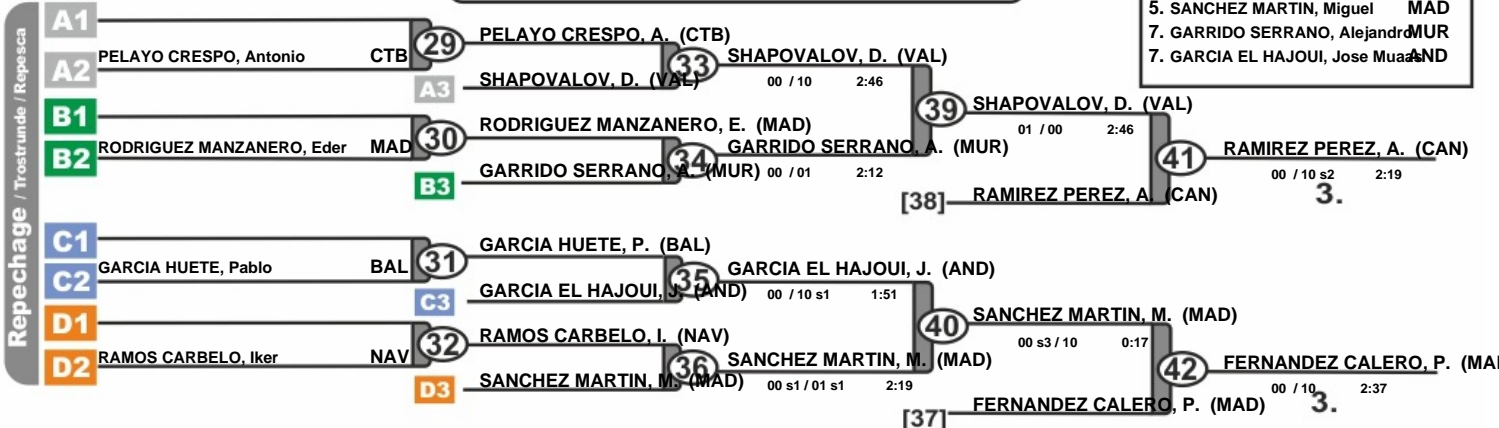 Repechage / Trostrunde / Repesca
5. SANCHEZ MARTIN, Miguel MAD
7. GARRIDO SERRANO, Alejandro MUR
7. GARCIA EL HAJOUI, Jose Muaas AND
A1
PELAYO CRESPO, Antonio CTB
A2
29
PELAYO CRESPO, A. (CTB)
A3
SHAPOVALOV, D. (VAL)
33
SHAPOVALOV, D. (VAL)
00 / 10 2:46
B1
RODRIGUEZ MANZANERO, Eder MAD
B2
30
RODRIGUEZ MANZANERO, E. (MAD)
B3
GARRIDO SERRANO, A. (MUR)
34
GARRIDO SERRANO, A. (MUR)
00 / 01 2:12
39
SHAPOVALOV, D. (VAL)
01 / 00 2:46
[38]
RAMIREZ PEREZ, A. (CAN)
41
RAMIREZ PEREZ, A. (CAN)
00 / 10 s2 2:19
3.
C1
GARCIA HUETE, Pablo BAL
C2
31
GARCIA HUETE, P. (BAL)
C3
GARCIA EL HAJOUI, J. (AND)
35
GARCIA EL HAJOUI, J. (AND)
00 / 10 s1 1:51
D1
RAMOS CARBELO, Iker NAV
D2
32
RAMOS CARBELO, I. (NAV)
D3
SANCHEZ MARTIN, M. (MAD)
36
SANCHEZ MARTIN, M. (MAD)
00 s1 / 01 s1 2:19
40
SANCHEZ MARTIN, M. (MAD)
00 s3 / 10 0:17
[37]
FERNANDEZ CALERO, P. (MAD)
42
FERNANDEZ CALERO, P. (MA
00 / 10 2:37
3.